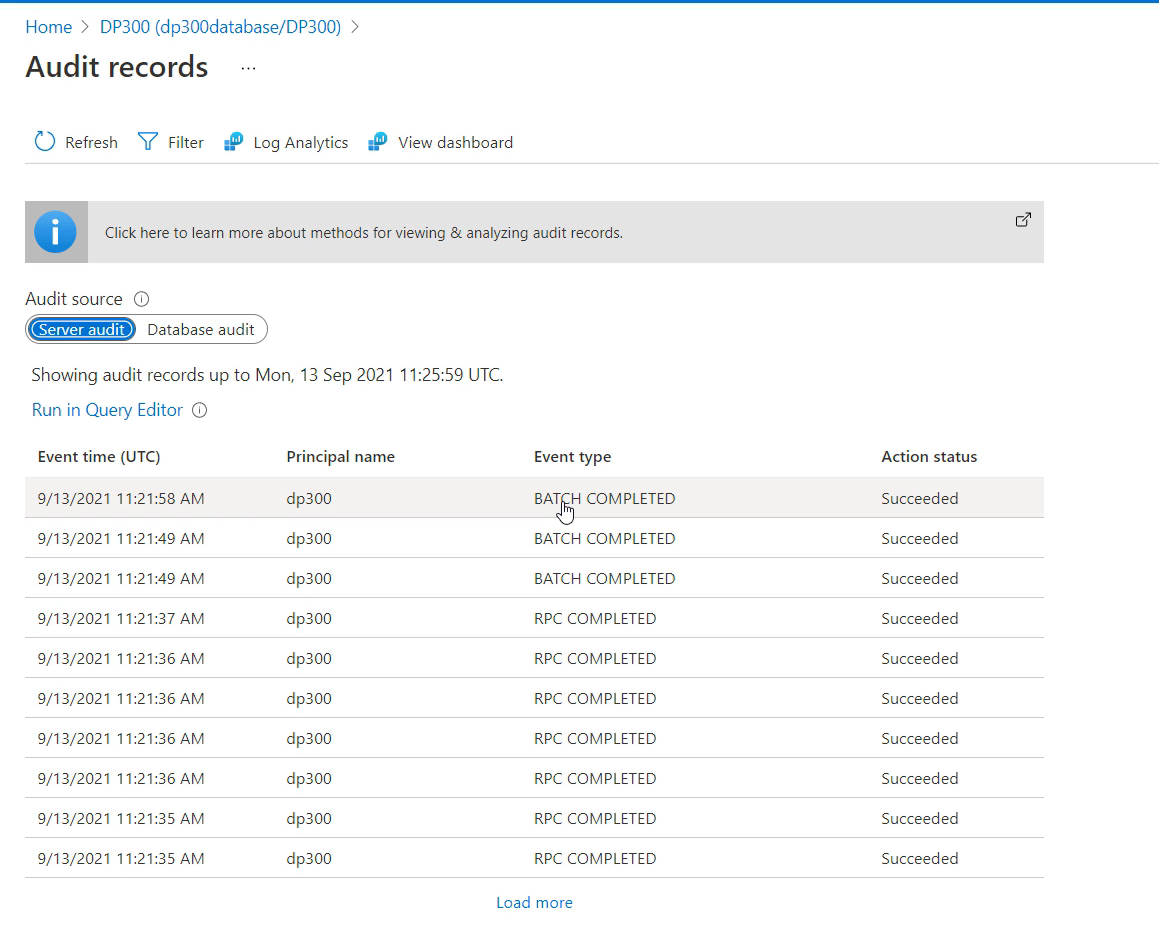 Home > DP300 (dp300database/DP300) >
Audit records ...
Refresh Filter Log Analytics View dashboard
Click here to learn more about methods for viewing & analyzing audit records.
Audit source
Server audit Database audit
Showing audit records up to Mon, 13 Sep 2021 11:25:59 UTC.
Run in Query Editor
Event time (UTC) Principal name Event type Action status
9/13/2021 11:21:58 AM dp300 BATCH COMPLETED Succeeded
9/13/2021 11:21:49 AM dp300 BATCH COMPLETED Succeeded
9/13/2021 11:21:49 AM dp300 BATCH COMPLETED Succeeded
9/13/2021 11:21:37 AM dp300 RPC COMPLETED Succeeded
9/13/2021 11:21:36 AM dp300 RPC COMPLETED Succeeded
9/13/2021 11:21:36 AM dp300 RPC COMPLETED Succeeded
9/13/2021 11:21:36 AM dp300 RPC COMPLETED Succeeded
9/13/2021 11:21:36 AM dp300 RPC COMPLETED Succeeded
9/13/2021 11:21:35 AM dp300 RPC COMPLETED Succeeded
9/13/2021 11:21:35 AM dp300 RPC COMPLETED Succeeded
Load more